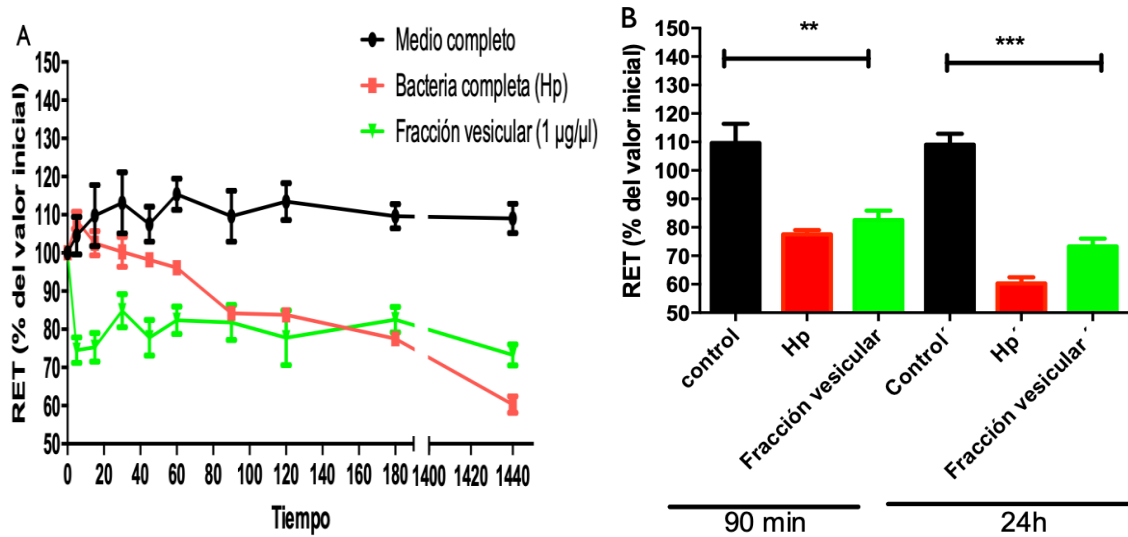 A
RET (% del valor inicial)
150
140
130
120
110
100
90
80
70
60
50
0 20 40 60 80 100 120 140 160 180 1400 1420 1440
Tiempo
Medio completo
Bacteria completa (Hp)
Fracción vesicular (1 µg/µl)
B
RET (% del valor inicial)
150
140
130
120
110
100
90
80
70
60
50
**
***
control
Hp
Fracción vesicular
Control
Hp
Fracción vesicular
90 min
24h